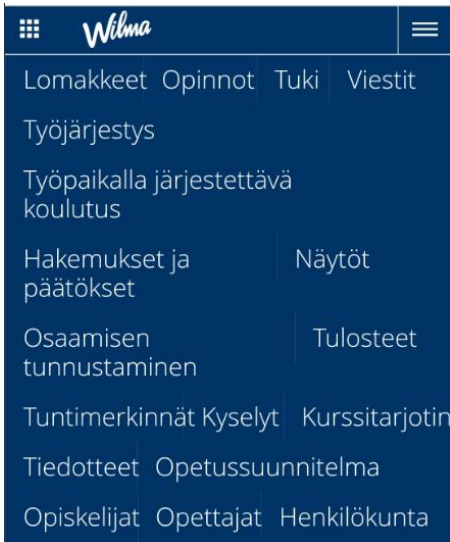 Wilma
Lomakkeet Opinnot Tuki Viestit
Työjärjestys
Työpaikalla järjestettävä
koulutus
Hakemukset ja Näytöt
päätökset
Osaamisen Tulosteet
tunnustaminen
Tuntimerkinnät Kyselyt Kurssitarjotin
Tiedotteet Opetussuunnitelma
Opiskelijat Opettajat Henkilökunta